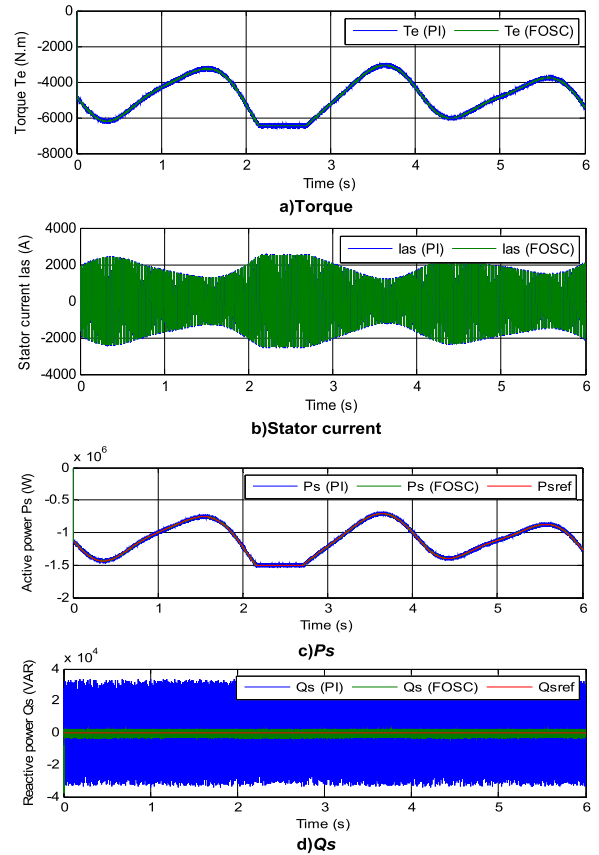 0
-2000
-4000
-6000
-8000
Torque Te (N.m)
Te (PI) Te (FOSC)
0 1 2 3 4 5 6
Time (s)
a)Torque
4000
2000
0
-2000
-4000
Stator current Ias (A)
Ias (PI) Ias (FOSC)
0 1 2 3 4 5 6
Time (s)
b)Stator current
x 10^6
0
-0.5
-1
-1.5
-2
Active power Ps (W)
Ps (PI) Ps (FOSC) Psref
0 1 2 3 4 5 6
Time (s)
c)Ps
x 10^4
4
2
0
-2
-4
Reactive power Qs (VAR)
Qs (PI) Qs (FOSC) Qsref
0 1 2 3 4 5 6
Time (s)
d)Qs